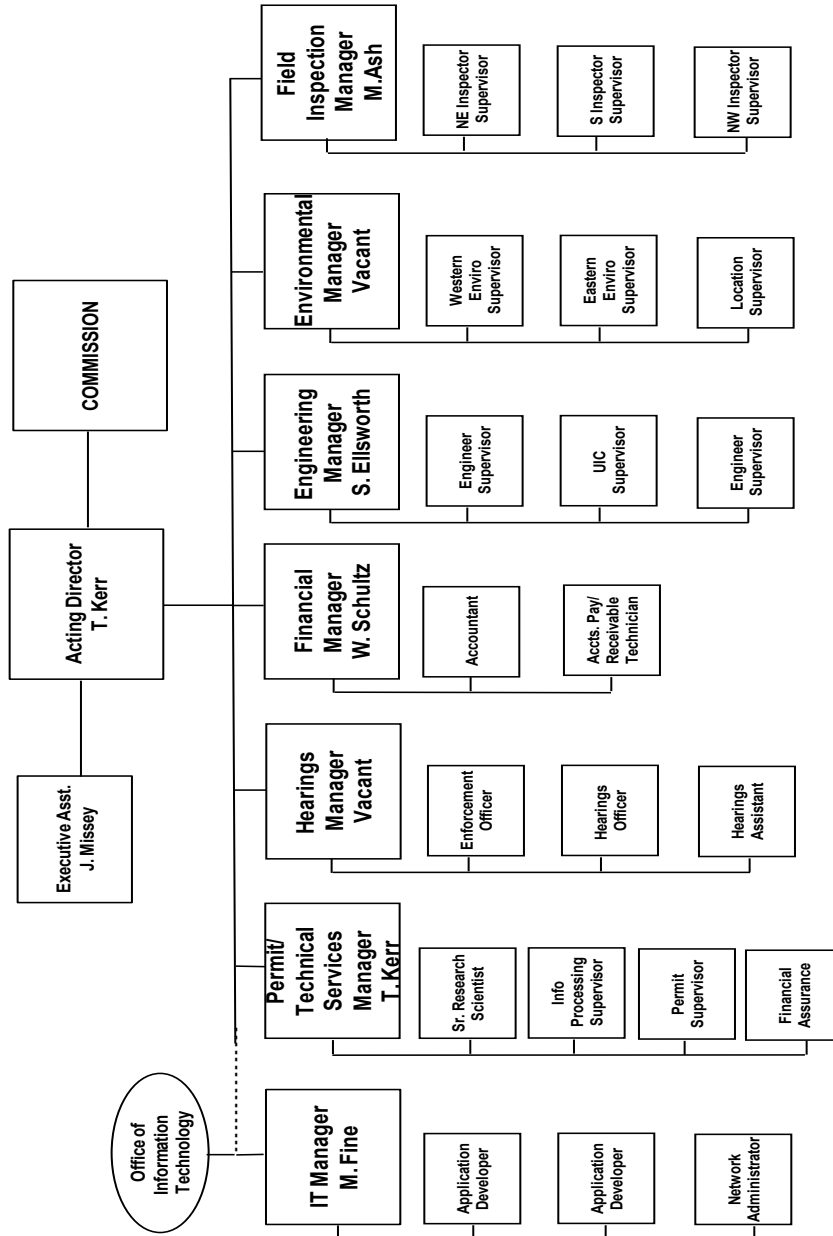 COMMISSION
Acting Director
T. Kerr
Executive Asst.
J. Missey
Office of
Information
Technology
IT Manager
M. Fine
Application
Developer
Application
Developer
Network
Administrator
Permit/
Technical
Services
Manager
T. Kerr
Sr. Research
Scientist
Info
Processing
Supervisor
Permit
Supervisor
Financial
Assurance
Hearings
Manager
Vacant
Enforcement
Officer
Hearings
Officer
Hearings
Assistant
Financial
Manager
W. Schultz
Accountant
Accts. Pay/
Receivable
Technician
Engineering
Manager
S. Ellsworth
Engineer
Supervisor
UIC
Supervisor
Engineer
Supervisor
Environmental
Manager
Vacant
Western
Enviro
Supervisor
Eastern
Enviro
Supervisor
Location
Supervisor
Field
Inspection
Manager
M.Ash
NE Inspector
Supervisor
S Inspector
Supervisor
NW Inspector
Supervisor